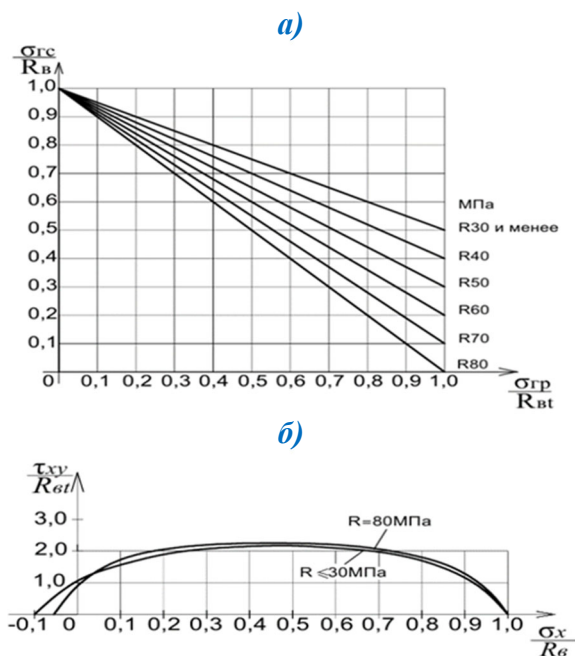 а)
σгс
Rв
1,0
0,9
0,8
0,7
0,6
0,5
0,4
0,3
0,2
0,1
МПа
R30 и менее
R40
R50
R60
R70
R80
0 0,1 0,2 0,3 0,4 0,5 0,6 0,7 0,8 0,9 1,0
σгр
Rвt
б)
τxy
Rвt
3,0
2,0
1,0
R=80МПа
R ⩽30МПа
-0,1 0 0,1 0,2 0,3 0,4 0,5 0,6 0,7 0,8 0,9 1,0
σx
Rв